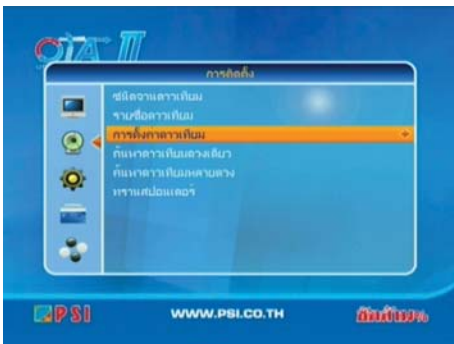 OTA II
การติดตั้ง
ชนิดจานดาวเทียม
รายชื่อดาวเทียม
การตั้งค่าดาวเทียม
ค้นหาดาวเทียมดวงเดียว
ค้นหาดาวเทียมหลายดวง
ทรานสปอนเดอร์
PSI
WWW.PSI.CO.TH